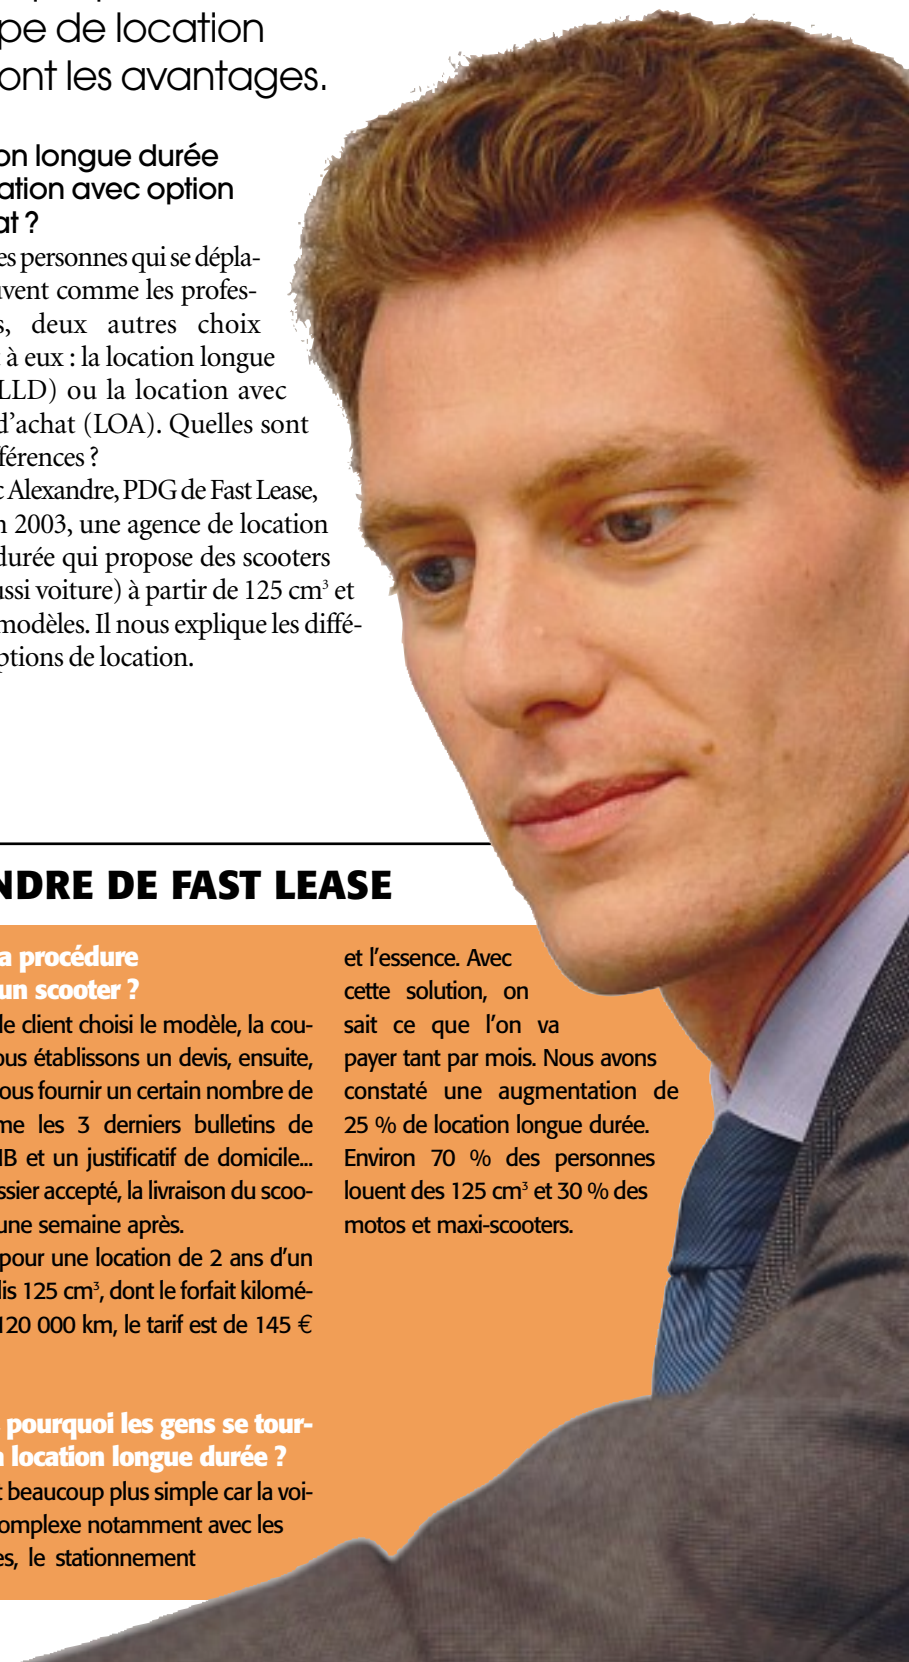 pe de location
ont les avantages.
on longue durée
ation avec option
at ?
es personnes qui se dépla-
uvent comme les profes-
s, deux autres choix
à eux : la location longue
LLD) ou la location avec
d'achat (LOA). Quelles sont
fférences ?
c Alexandre, PDG de Fast Lease,
n 2003, une agence de location
durée qui propose des scooters
ussi voiture) à partir de 125 cm³ et
modèles. Il nous explique les diffé-
ptions de location.
NDRE DE FAST LEASE
a procédure
un scooter ?
le client choisi le modèle, la cou-
ous établissons un devis, ensuite,
ous fournir un certain nombre de
me les 3 derniers bulletins de
IB et un justificatif de domicile...
ssier accepté, la livraison du scoo-
une semaine après.
pour une location de 2 ans d'un
lis 125 cm³, dont le forfait kilomé-
120 000 km, le tarif est de 145 €
pourquoi les gens se tour-
a location longue durée ?
t beaucoup plus simple car la voi-
omplexe notamment avec les
es, le stationnement
et l'essence. Avec
cette solution, on
sait ce que l'on va
payer tant par mois. Nous avons
constaté une augmentation de
25 % de location longue durée.
Environ 70 % des personnes
louent des 125 cm³ et 30 % des
motos et maxi-scooters.